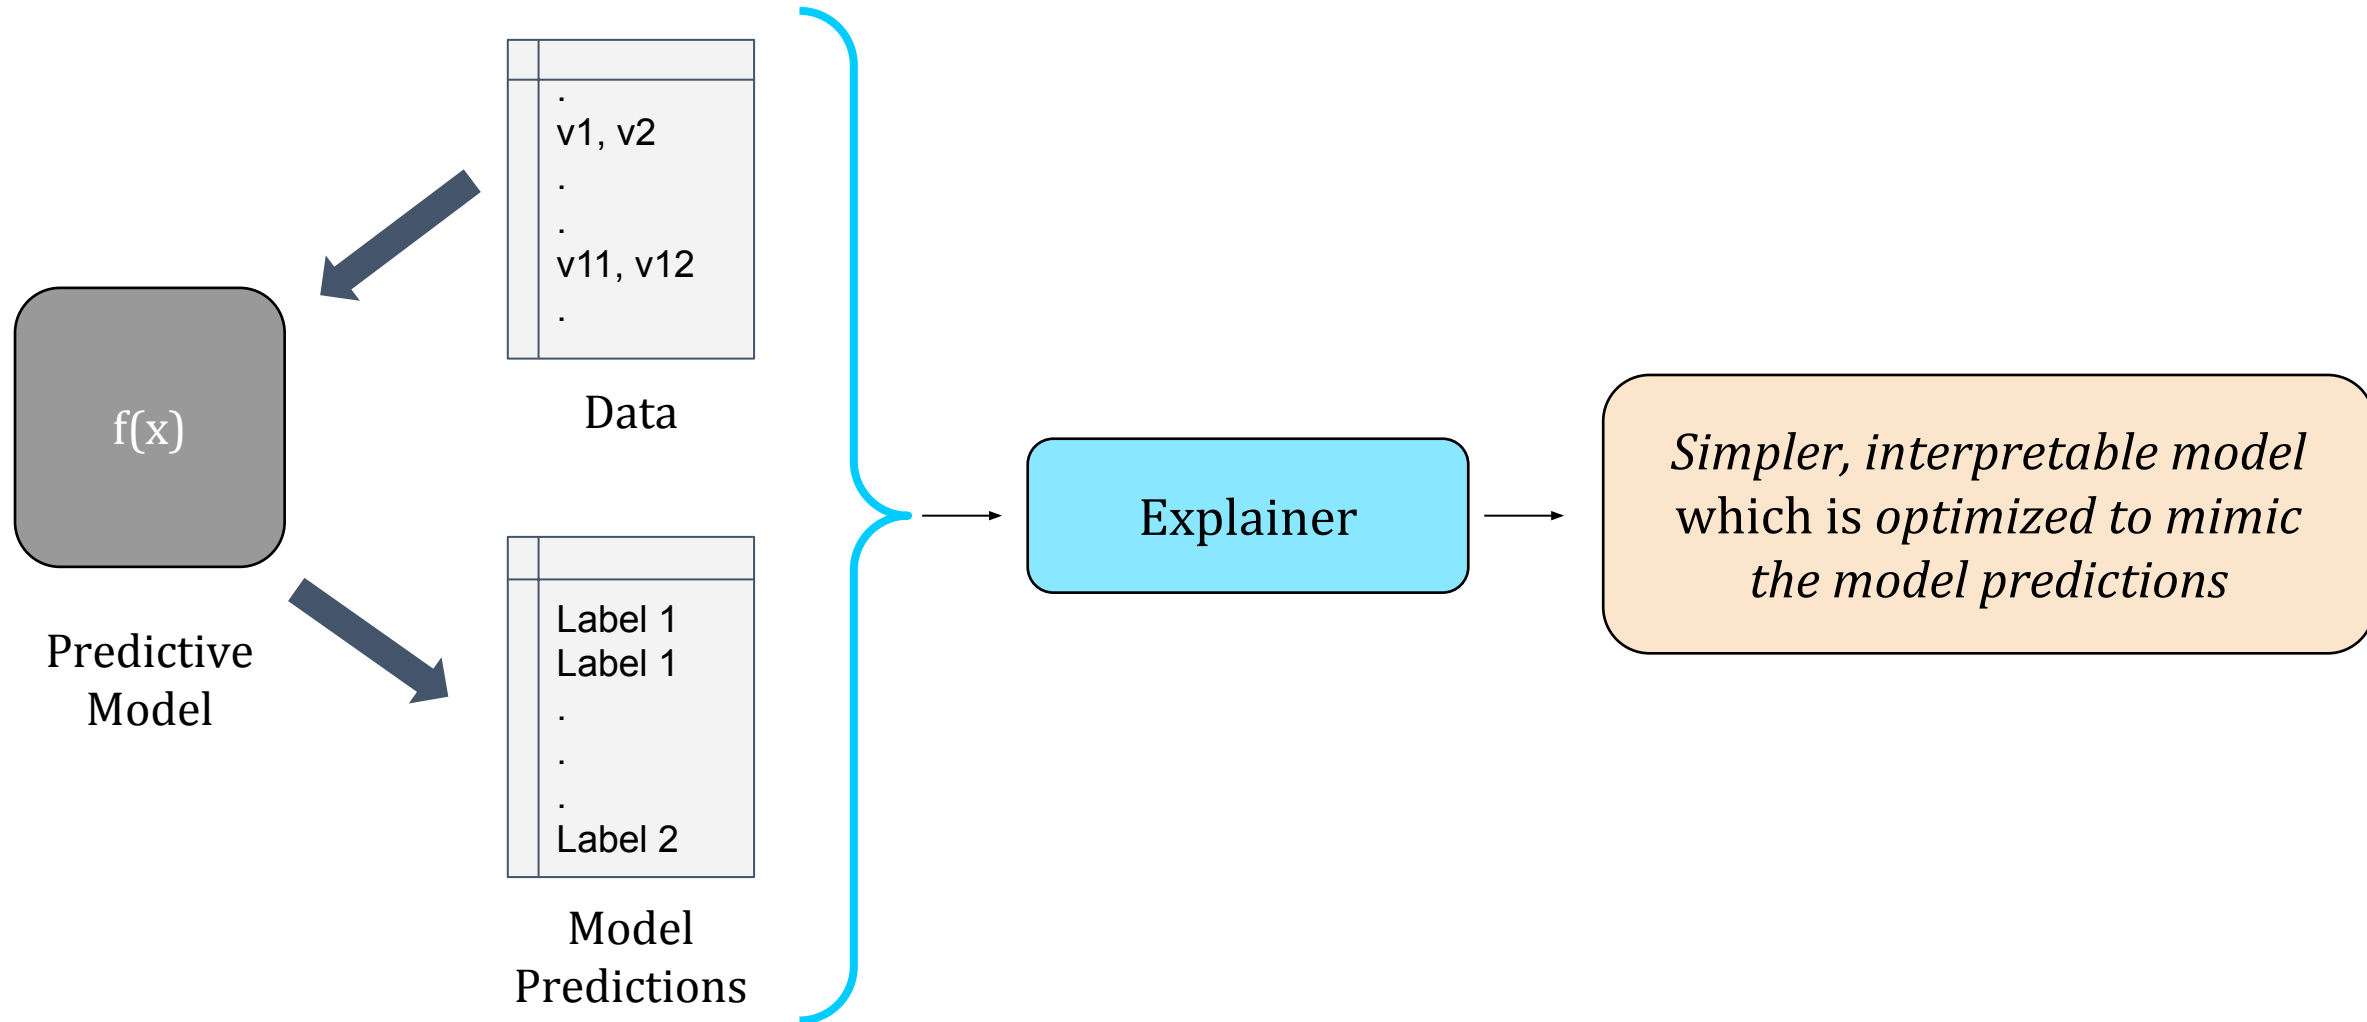 f(x)
Predictive
Model
.
v1, v2
.
.
v11, v12
.
Data
Label 1
Label 1
.
.
.
Label 2
Model
Predictions
Explainer
Simpler, interpretable model
which is optimized to mimic
the model predictions